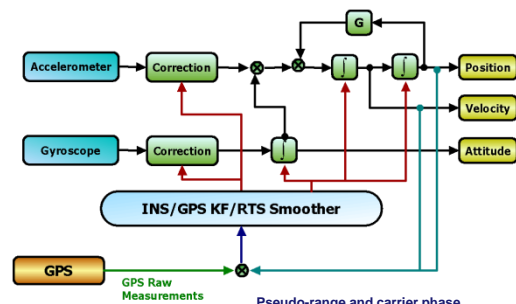 G
Accelerometer
Correction
∫
∫
Position
Velocity
Gyroscope
Correction
∫
Attitude
INS/GPS KF/RTS Smoother
GPS
GPS Raw
Measurements
Pseudo-range and carrier phase